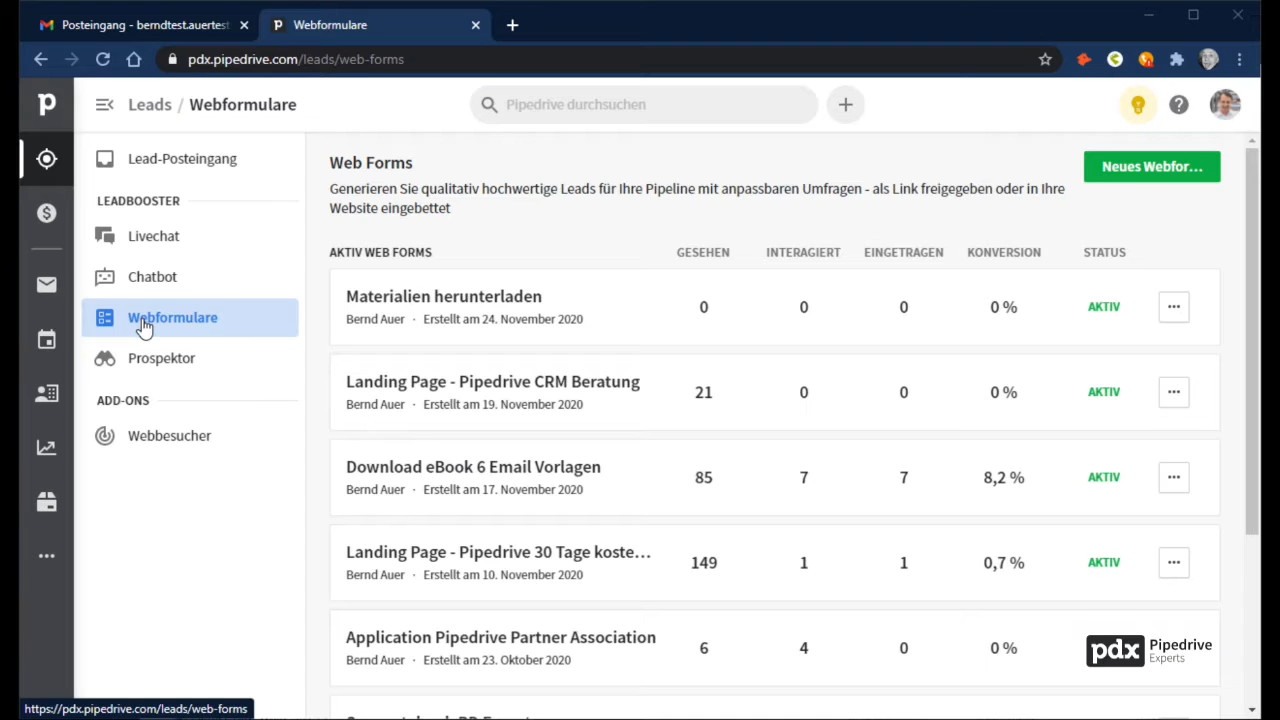 Posteingang - berndtest.auertest
Webformulare
pdx.pipedrive.com/leads/web-forms
Leads / Webformulare
Pipedrive durchsuchen
Lead-Posteingang
LEADBOOSTER
Livechat
Chatbot
Webformulare
Prospektor
ADD-ONS
Webbesucher
Web Forms
Generieren Sie qualitativ hochwertige Leads für Ihre Pipeline mit anpassbaren Umfragen - als Link freigegeben oder in Ihre
Website eingebettet
Neues Webfor...
AKTIV WEB FORMS GESEHEN INTERAGIERT EINGETRAGEN KONVERSION STATUS
Materialien herunterladen
Bernd Auer · Erstellt am 24. November 2020
0 0 0 0 % AKTIV
Landing Page - Pipedrive CRM Beratung
Bernd Auer · Erstellt am 19. November 2020
21 0 0 0 % AKTIV
Download eBook 6 Email Vorlagen
Bernd Auer · Erstellt am 17. November 2020
85 7 7 8,2 % AKTIV
Landing Page - Pipedrive 30 Tage koste...
Bernd Auer · Erstellt am 10. November 2020
149 1 1 0,7 % AKTIV
Application Pipedrive Partner Association
Bernd Auer · Erstellt am 23. Oktober 2020
6 4 0 0 %
pdx Pipedrive
Experts
https://pdx.pipedrive.com/leads/web-forms